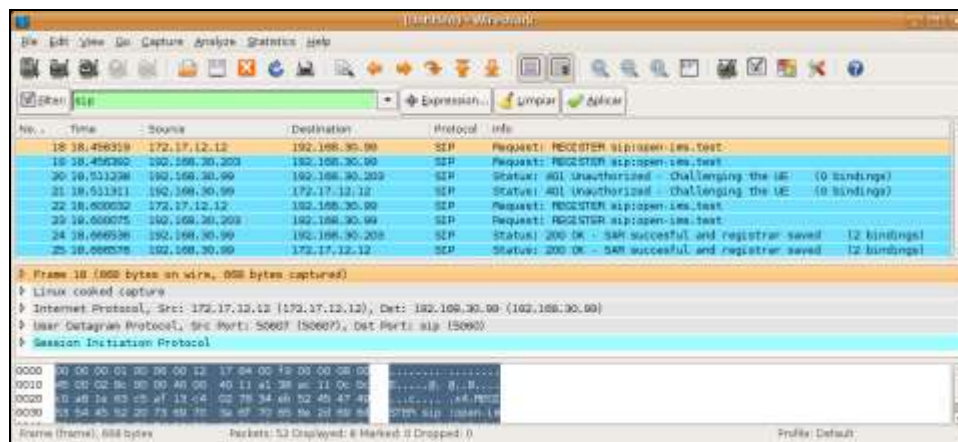 (Untitled) - Wireshark
File Edit View Go Capture Analyze Statistics Help
Filter: sip Expression... Limpiar Aplicar
No. . Time Source Destination Protocol Info
18 18.456319 172.17.12.12 192.168.30.99 SIP Request: REGISTER sip:open-ims.test
19 18.456392 192.168.30.203 192.168.30.99 SIP Request: REGISTER sip:open-ims.test
20 18.511238 192.168.30.99 192.168.30.203 SIP Status: 401 Unauthorized - Challenging the UE (0 bindings)
21 18.511311 192.168.30.99 172.17.12.12 SIP Status: 401 Unauthorized - Challenging the UE (0 bindings)
22 18.600032 172.17.12.12 192.168.30.99 SIP Request: REGISTER sip:open-ims.test
23 18.600075 192.168.30.203 192.168.30.99 SIP Request: REGISTER sip:open-ims.test
24 18.666536 192.168.30.99 192.168.30.203 SIP Status: 200 OK - SAR succesful and registrar saved (2 bindings)
25 18.666576 192.168.30.99 172.17.12.12 SIP Status: 200 OK - SAR succesful and registrar saved (2 bindings)
Frame 18 (668 bytes on wire, 668 bytes captured)
Linux cooked capture
Internet Protocol, Src: 172.17.12.12 (172.17.12.12), Dst: 192.168.30.99 (192.168.30.99)
User Datagram Protocol, Src Port: 50607 (50607), Dst Port: sip (5060)
Session Initiation Protocol
0000
0010
0020
0030
Frame (frame), 668 bytes Packets: 52 Displayed: 8 Marked: 0 Dropped: 0 Profile: Default